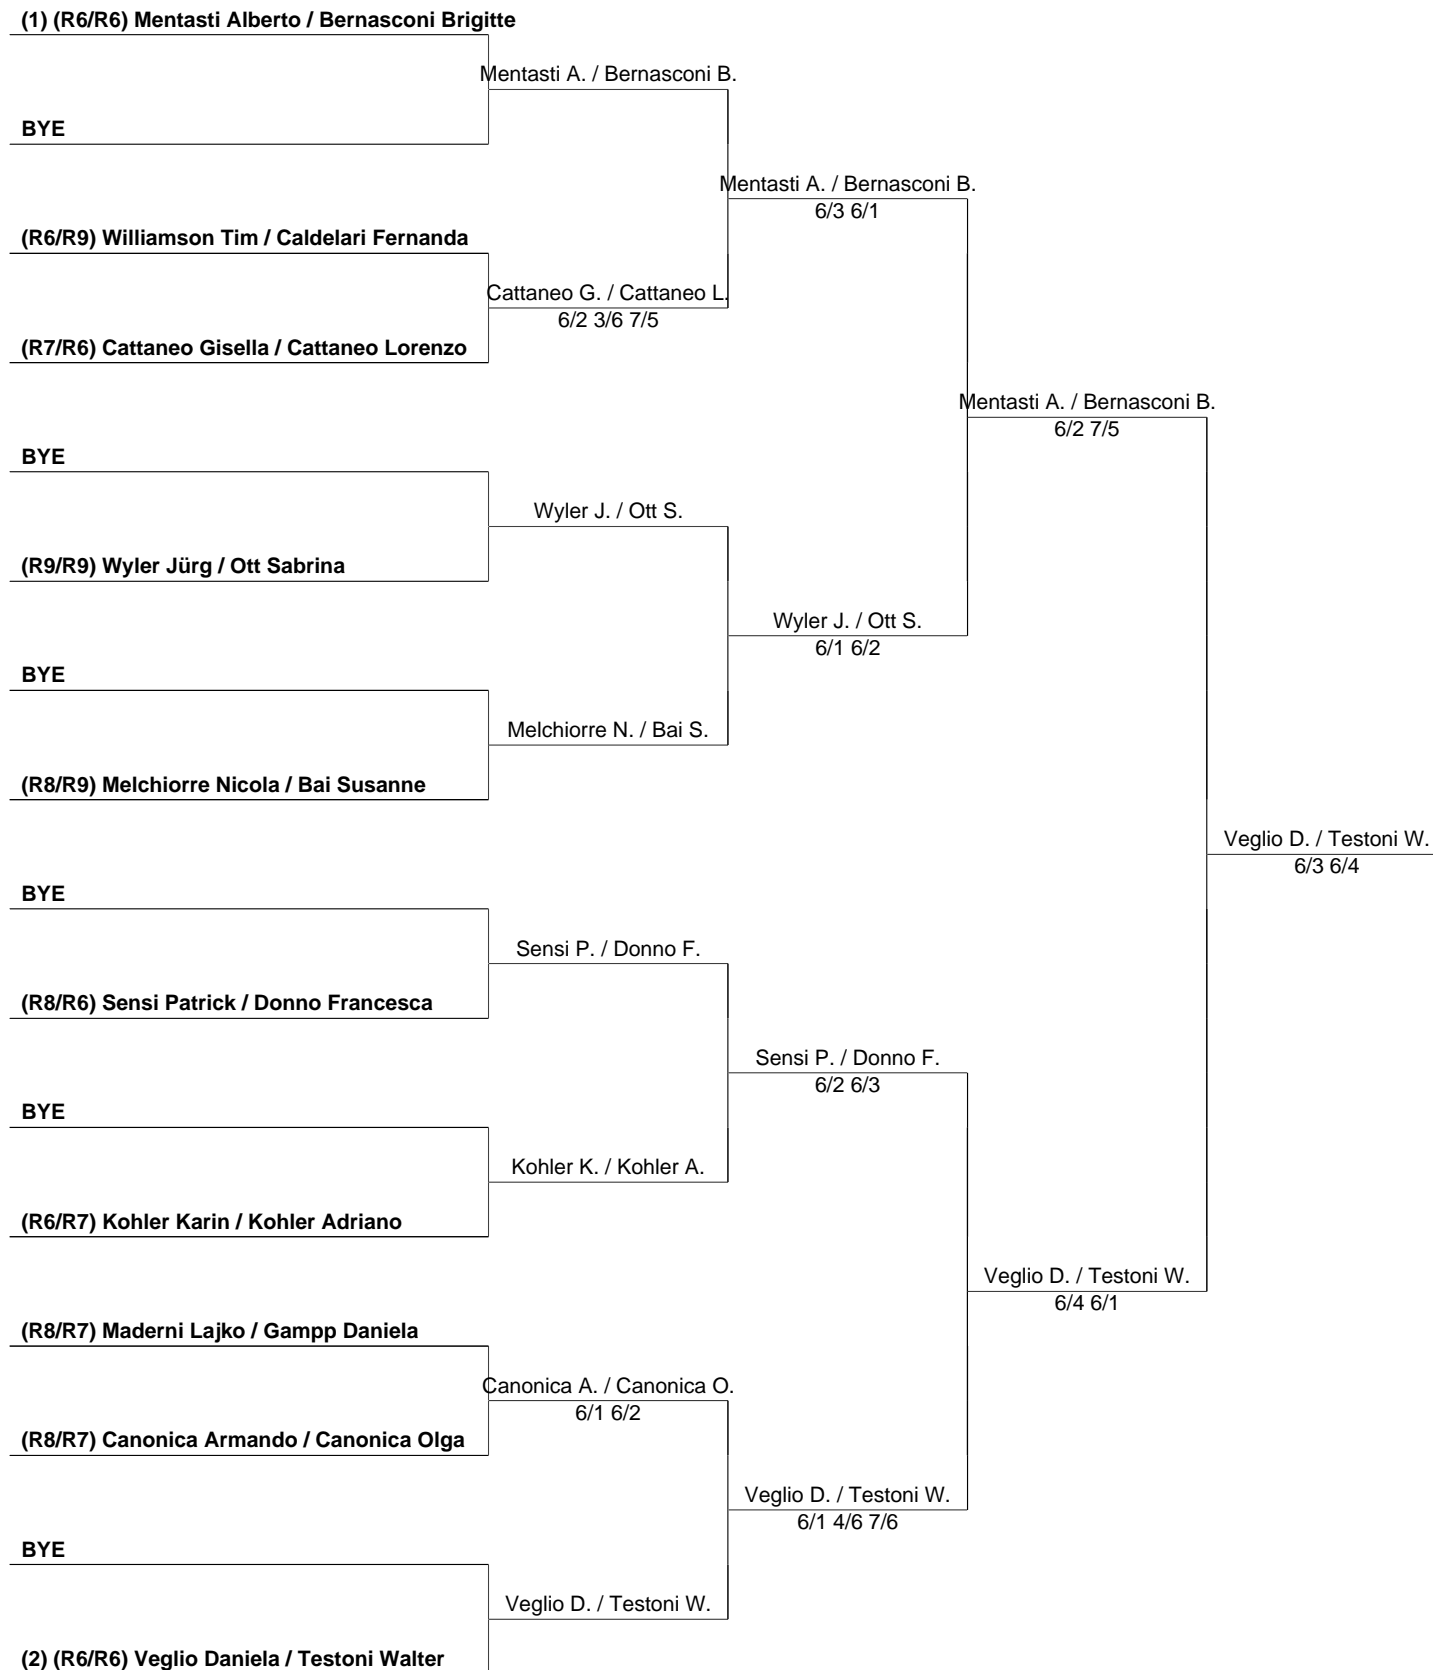 (1) (R6/R6) Mentasti Alberto / Bernasconi Brigitte
Mentasti A. / Bernasconi B.
BYE
Mentasti A. / Bernasconi B.
6/3 6/1
(R6/R9) Williamson Tim / Caldelari Fernanda
Cattaneo G. / Cattaneo L.
6/2 3/6 7/5
(R7/R6) Cattaneo Gisella / Cattaneo Lorenzo
Mentasti A. / Bernasconi B.
6/2 7/5
BYE
Wyler J. / Ott S.
(R9/R9) Wyler Jürg / Ott Sabrina
Wyler J. / Ott S.
6/1 6/2
BYE
Melchiorre N. / Bai S.
(R8/R9) Melchiorre Nicola / Bai Susanne
Veglio D. / Testoni W.
6/3 6/4
BYE
Sensi P. / Donno F.
(R8/R6) Sensi Patrick / Donno Francesca
Sensi P. / Donno F.
6/2 6/3
BYE
Kohler K. / Kohler A.
(R6/R7) Kohler Karin / Kohler Adriano
Veglio D. / Testoni W.
6/4 6/1
(R8/R7) Maderni Lajko / Gampp Daniela
Canonica A. / Canonica O.
6/1 6/2
(R8/R7) Canonica Armando / Canonica Olga
Veglio D. / Testoni W.
6/1 4/6 7/6
BYE
Veglio D. / Testoni W.
(2) (R6/R6) Veglio Daniela / Testoni Walter